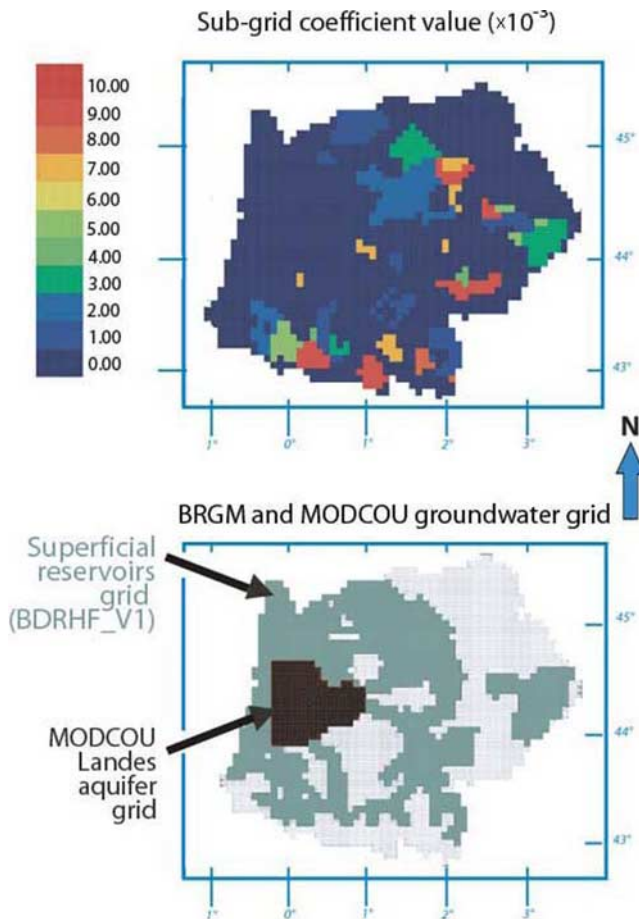 Sub-grid coefficient value (×10⁻³)
10.00
9.00
8.00
7.00
6.00
5.00
4.00
3.00
2.00
1.00
0.00
45°
44°
43°
1° 0° 1° 2° 3°
N
BRGM and MODCOU groundwater grid
Superficial
reservoirs
grid
(BDRHF_V1)
MODCOU
Landes
aquifer
grid
45°
44°
43°
1° 0° 1° 2° 3°